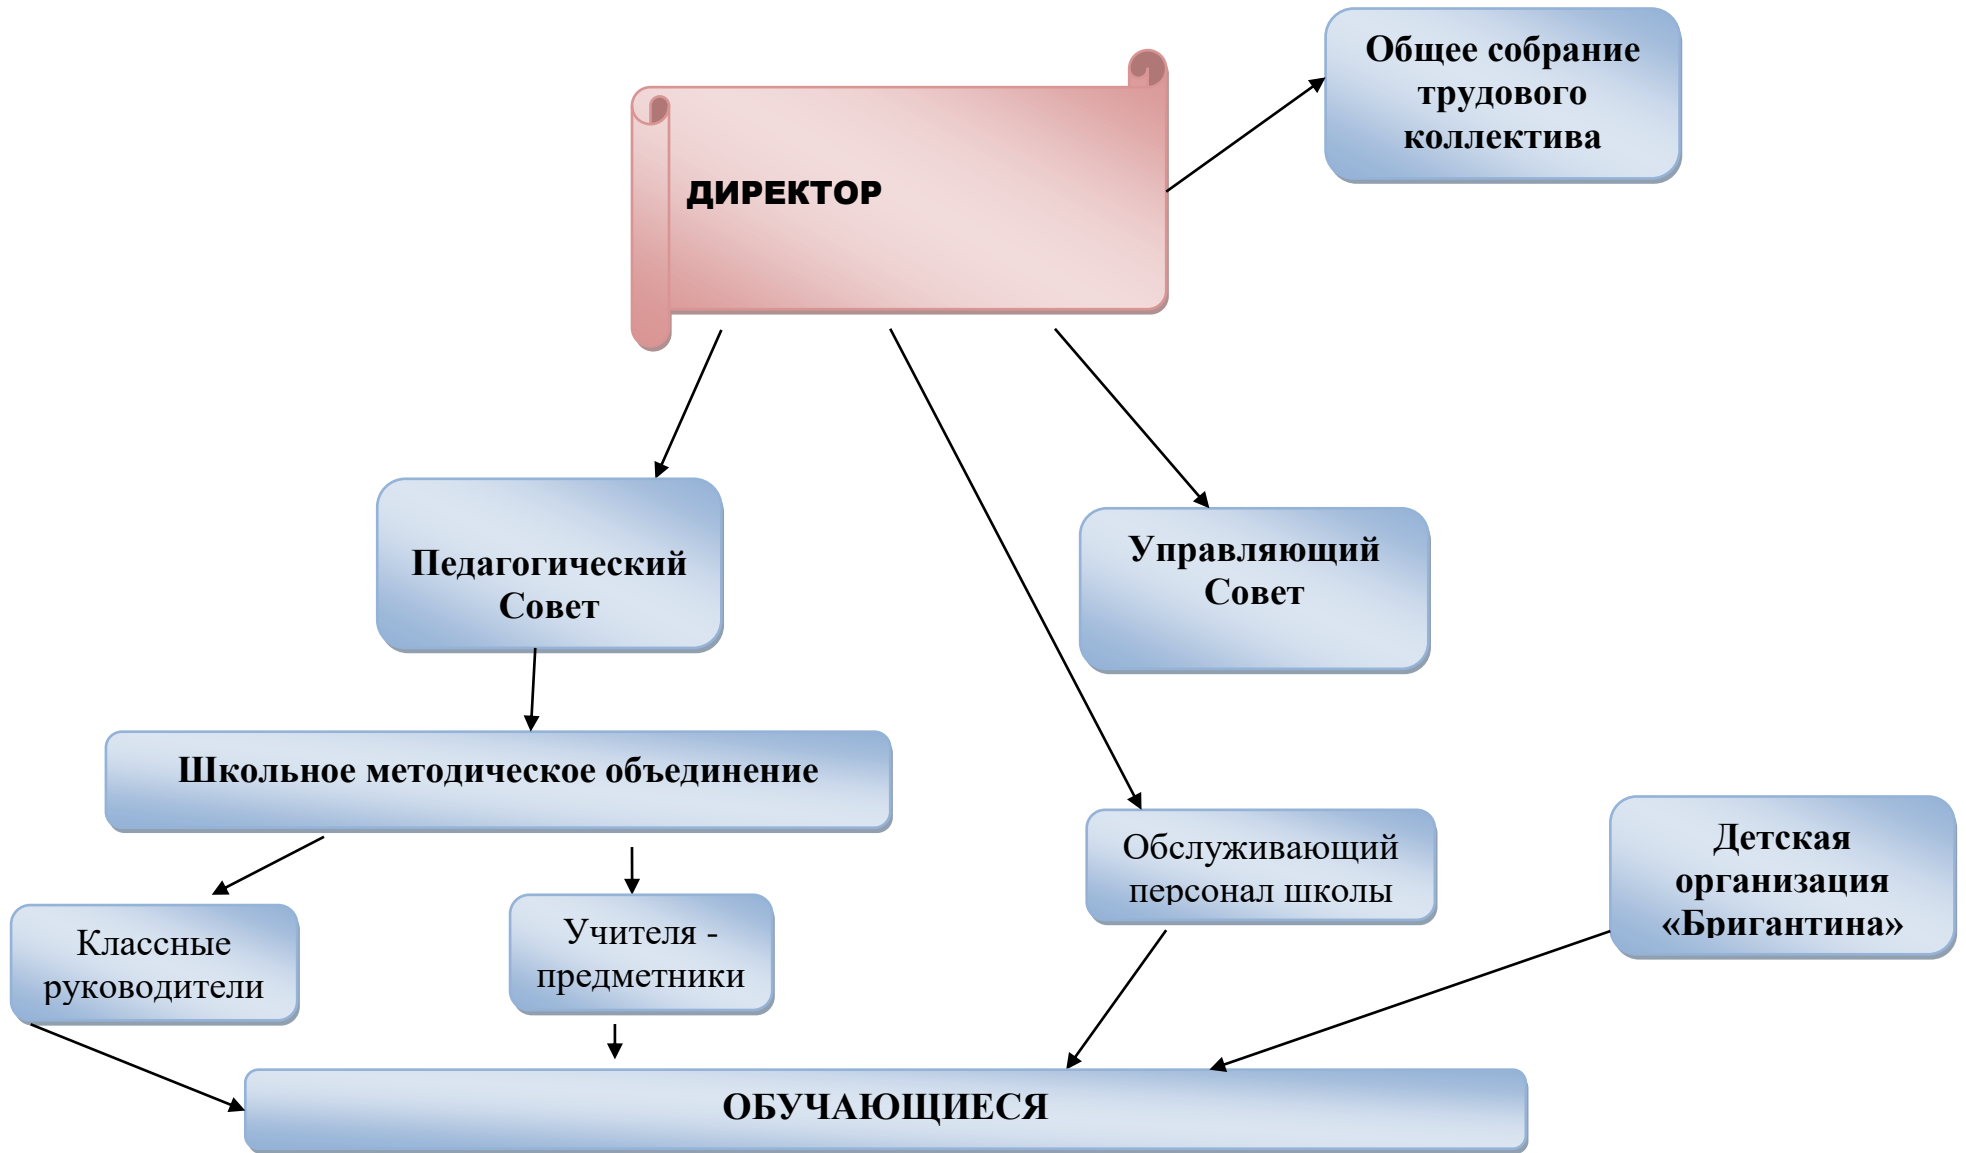 Общее собрание
трудового
коллектива
ДИРЕКТОР
Педагогический
Совет
Управляющий
Совет
Школьное методическое объединение
Обслуживающий
персонал школы
Детская
организация
«Бригантина»
Классные
руководители
Учителя -
предметники
ОБУЧАЮЩИЕСЯ